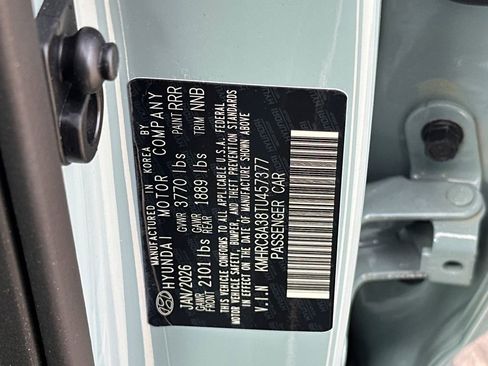 MANUFACTURED IN KOREA BY
HYUNDAI MOTOR COMPANY
JAN/2026 GVWR 3770 lbs PAINT RRR
GAWR FRONT 2101 lbs GAWR REAR 1889 lbs TRIM NNB
THIS VEHICLE CONFORMS TO ALL APPLICABLE U.S.A. FEDERAL
MOTOR VEHICLE SAFETY, BUMPER, AND THEFT PREVENTION STANDARDS
IN EFFECT ON THE DATE OF MANUFACTURE SHOWN ABOVE
V.I.N KMHRC8A38TU457377
PASSENGER CAR